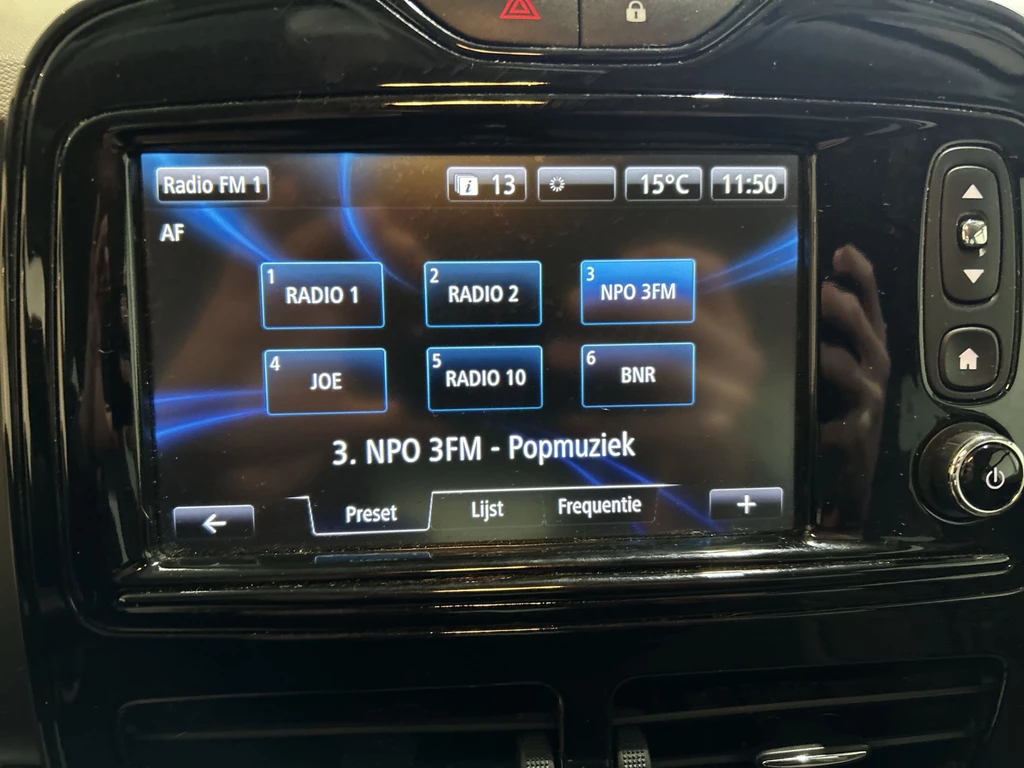 Radio FM 1 i 13 15°C 11:50
AF
1 RADIO 1 2 RADIO 2 3 NPO 3FM
4 JOE 5 RADIO 10 6 BNR
3. NPO 3FM - Popmuziek
Preset Lijst Frequentie +